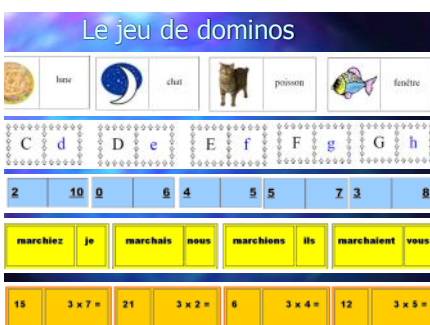 Le jeu de dominos
lune chat poisson fenêtre
C d D e E f F g G h
2 10 0 6 4 5 5 7 3 8
marchiez je marchais nous marchions ils marchaient vous
15 3 x 7 = 21 3 x 2 = 6 3 x 4 = 12 3 x 5 =